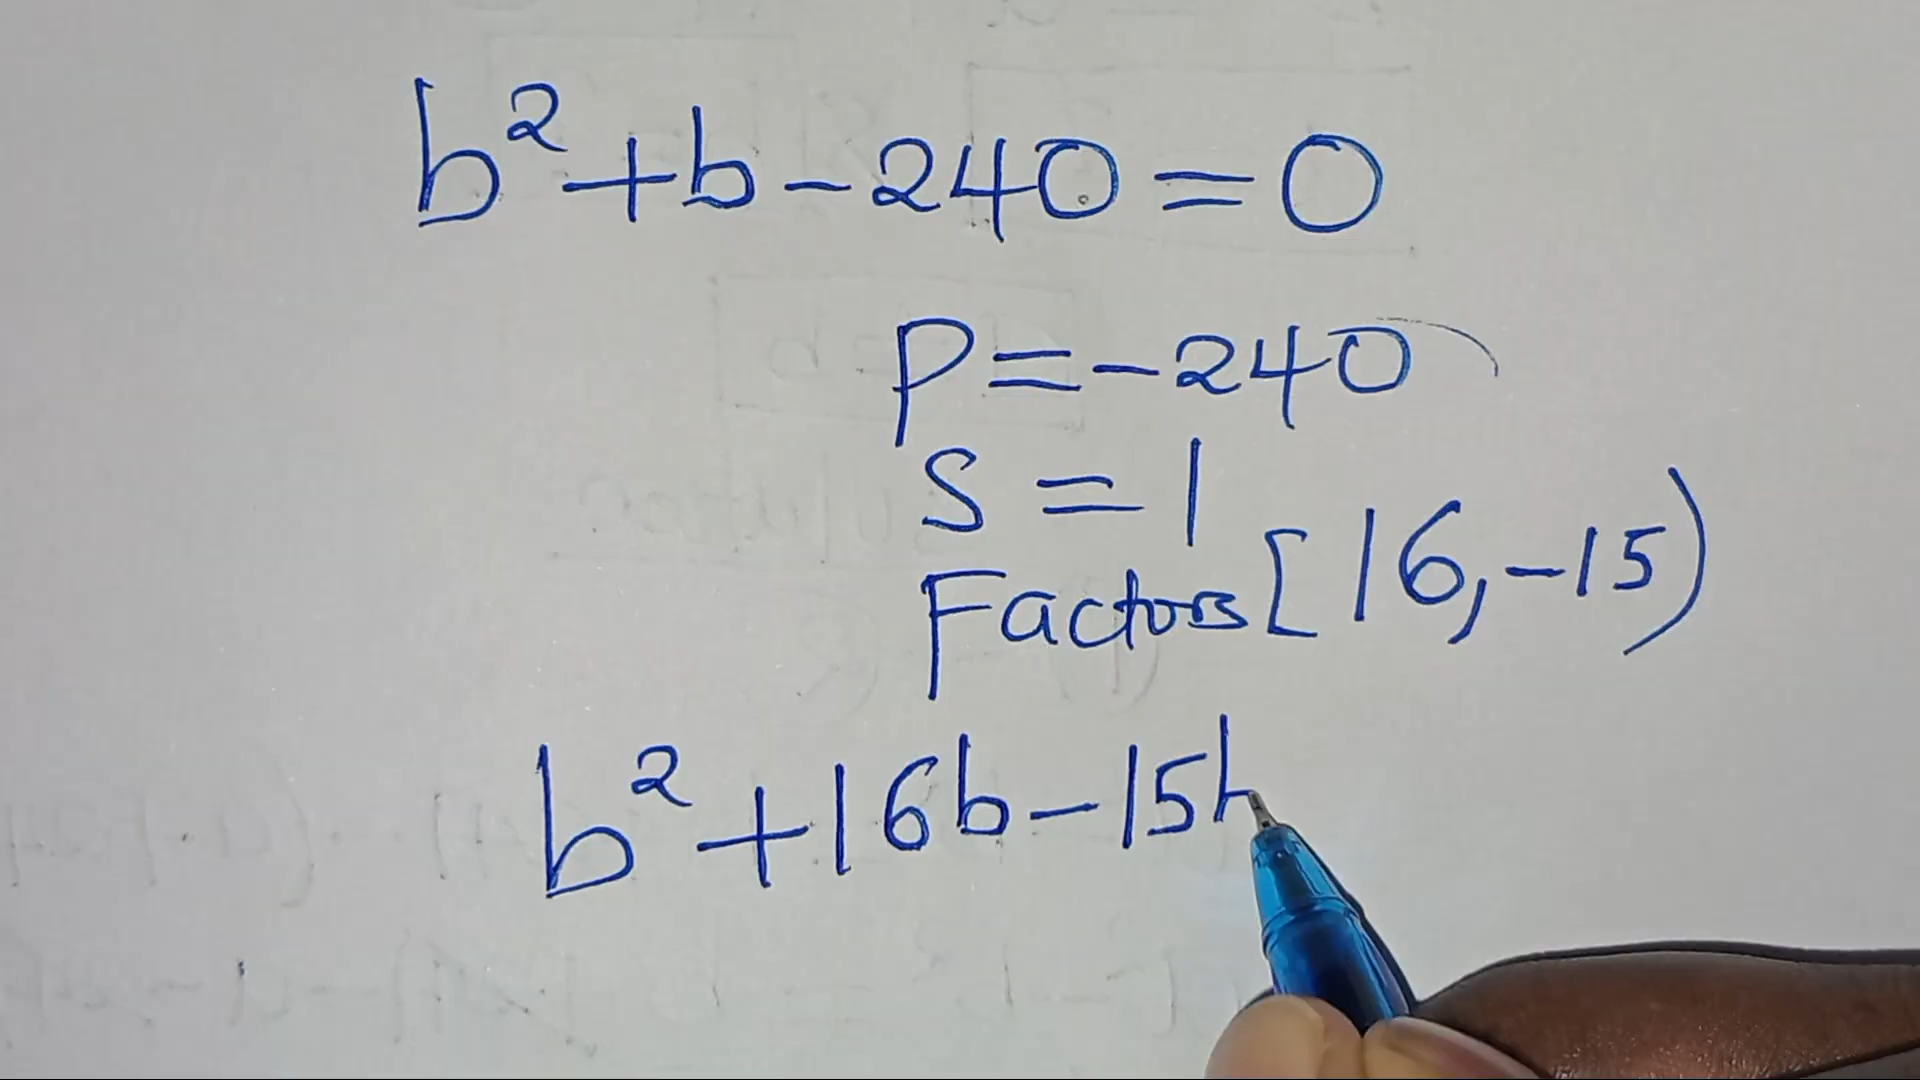 b² + b - 240 = 0
P = -240
S = 1
Factors [16, -15)
b² + 16b - 15b